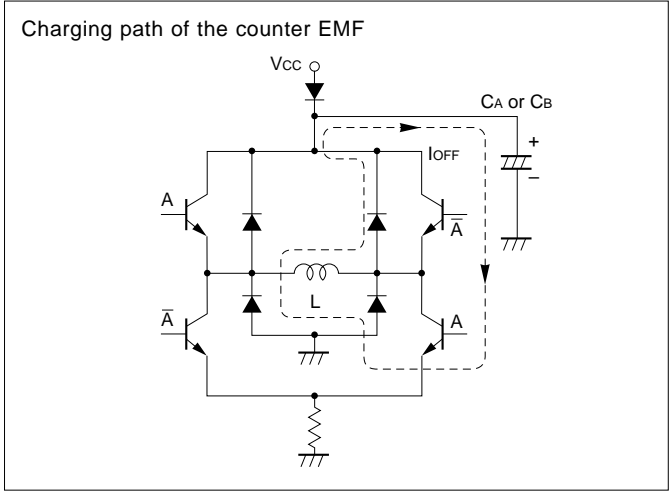 Charging path of the counter EMF
VCC
CA or CB
+
IOFF
–
A
A̅
L
A̅
A